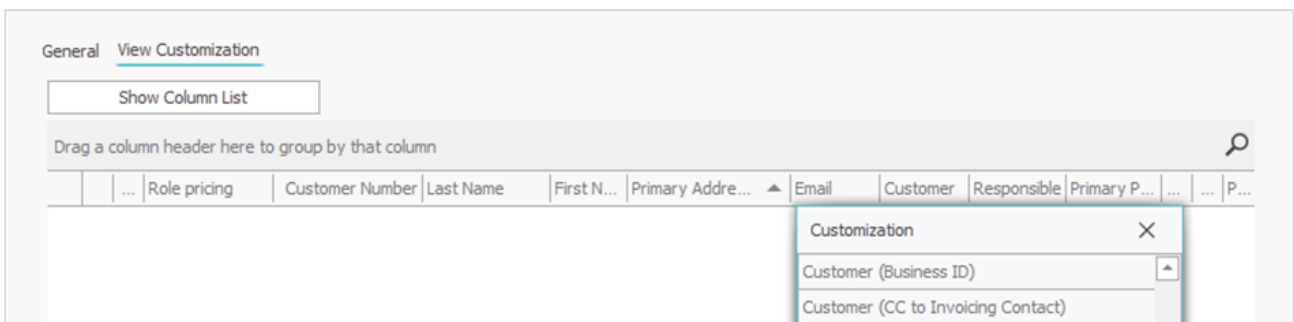 General View Customization
Show Column List
Drag a column header here to group by that column
... Role pricing Customer Number Last Name First N... Primary Addre... Email Customer Responsible Primary P... ... ... P...
Customization
Customer (Business ID)
Customer (CC to Invoicing Contact)